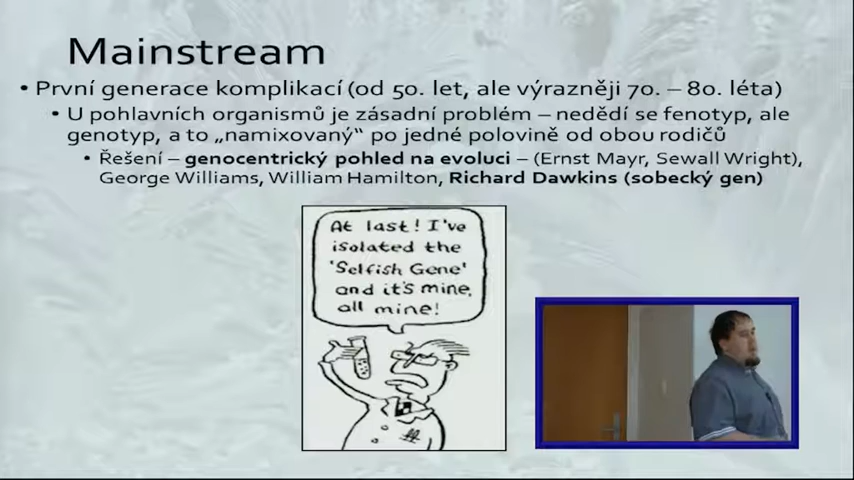 Mainstream
• První generace komplikací (od 50. let, ale výrazněji 70. – 80. léta)
• U pohlavních organismů je zásadní problém – nedědí se fenotyp, ale
genotyp, a to „namixovaný“ po jedné polovině od obou rodičů
• Řešení – genocentrický pohled na evoluci – (Ernst Mayr, Sewall Wright),
George Williams, William Hamilton, Richard Dawkins (sobecký gen)
At last! I've
isolated the
'Selfish Gene'
and it's mine,
all mine!